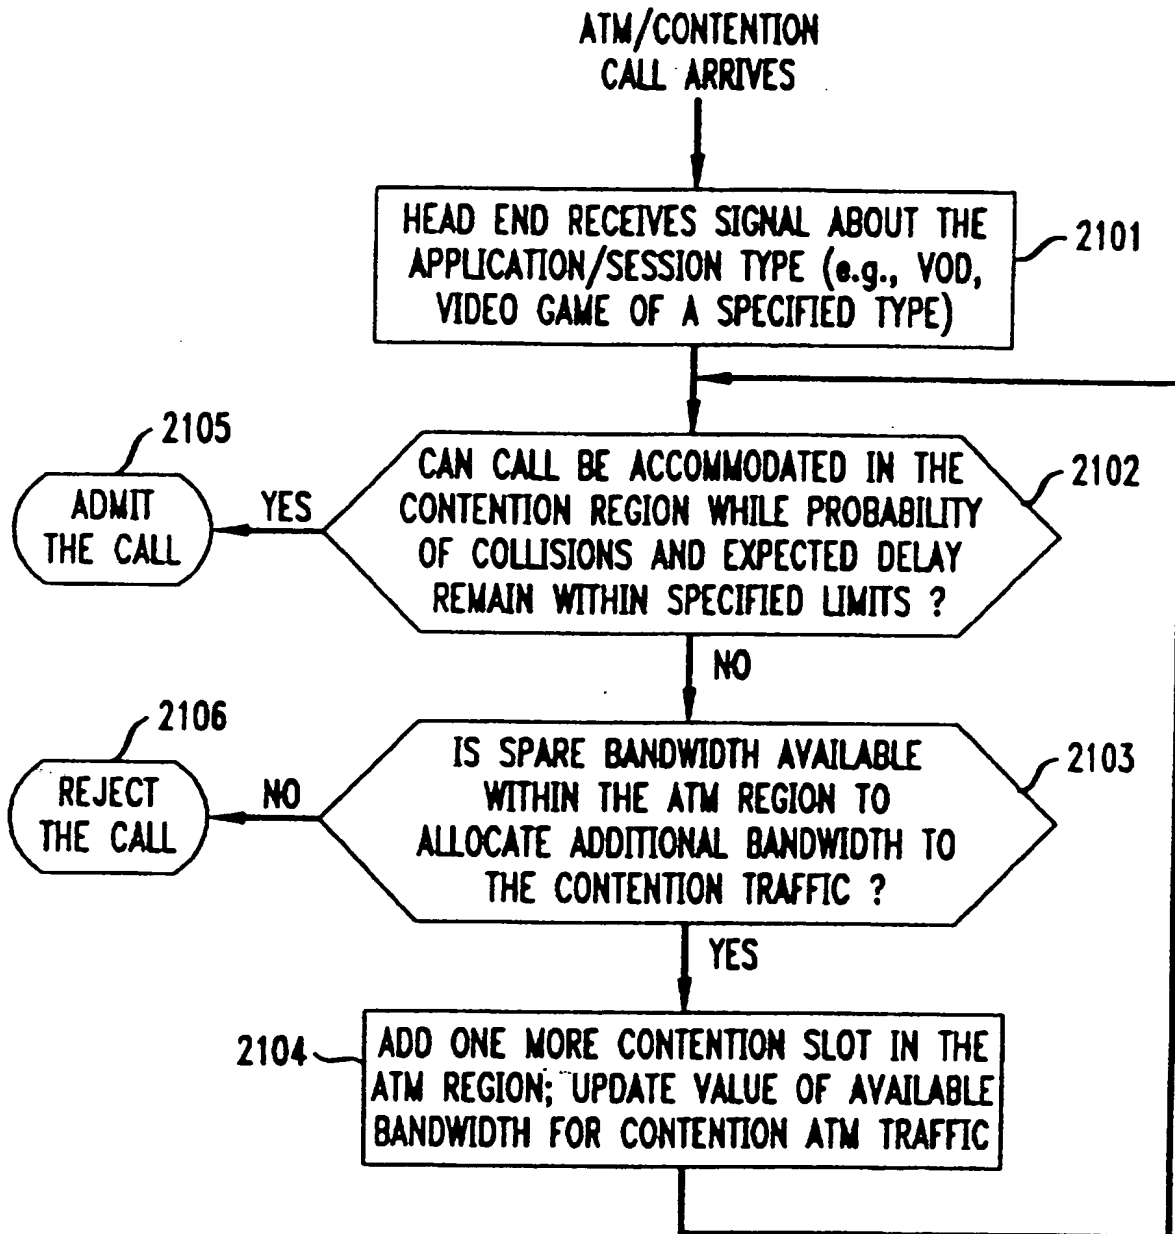 ATM/CONTENTION
CALL ARRIVES
HEAD END RECEIVES SIGNAL ABOUT THE
APPLICATION/SESSION TYPE (e.g., VOD,
VIDEO GAME OF A SPECIFIED TYPE)
2101
2105
ADMIT
THE CALL
YES
CAN CALL BE ACCOMMODATED IN THE
CONTENTION REGION WHILE PROBABILITY
OF COLLISIONS AND EXPECTED DELAY
REMAIN WITHIN SPECIFIED LIMITS ?
2102
NO
2106
REJECT
THE CALL
NO
IS SPARE BANDWIDTH AVAILABLE
WITHIN THE ATM REGION TO
ALLOCATE ADDITIONAL BANDWIDTH TO
THE CONTENTION TRAFFIC ?
2103
YES
2104
ADD ONE MORE CONTENTION SLOT IN THE
ATM REGION; UPDATE VALUE OF AVAILABLE
BANDWIDTH FOR CONTENTION ATM TRAFFIC